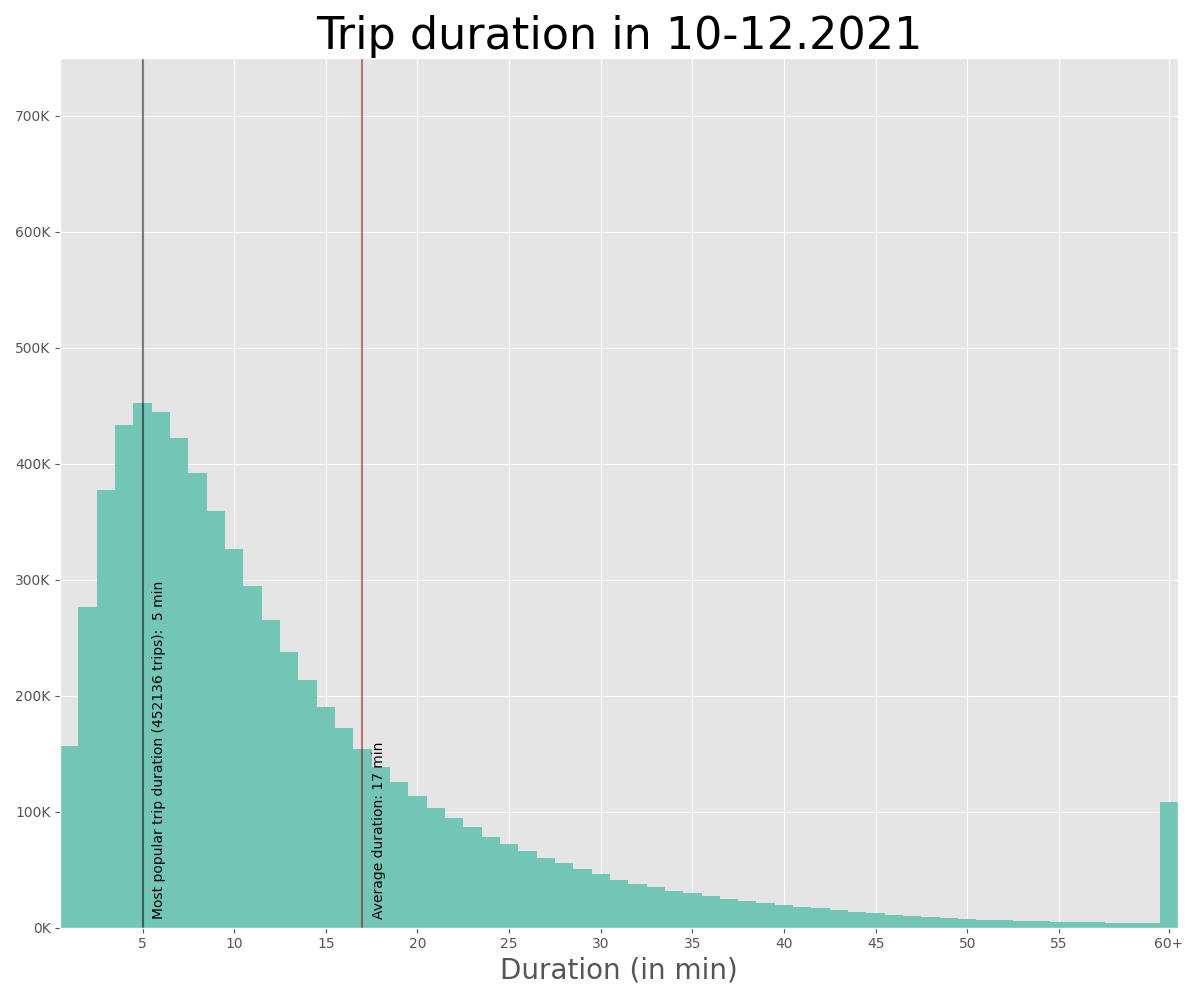 Trip duration in 10-12.2021
700K
600K
500K
400K
300K
200K
100K
0K
Most popular trip duration (452136 trips):  5 min
Average duration: 17 min
5 10 15 20 25 30 35 40 45 50 55 60+
Duration (in min)